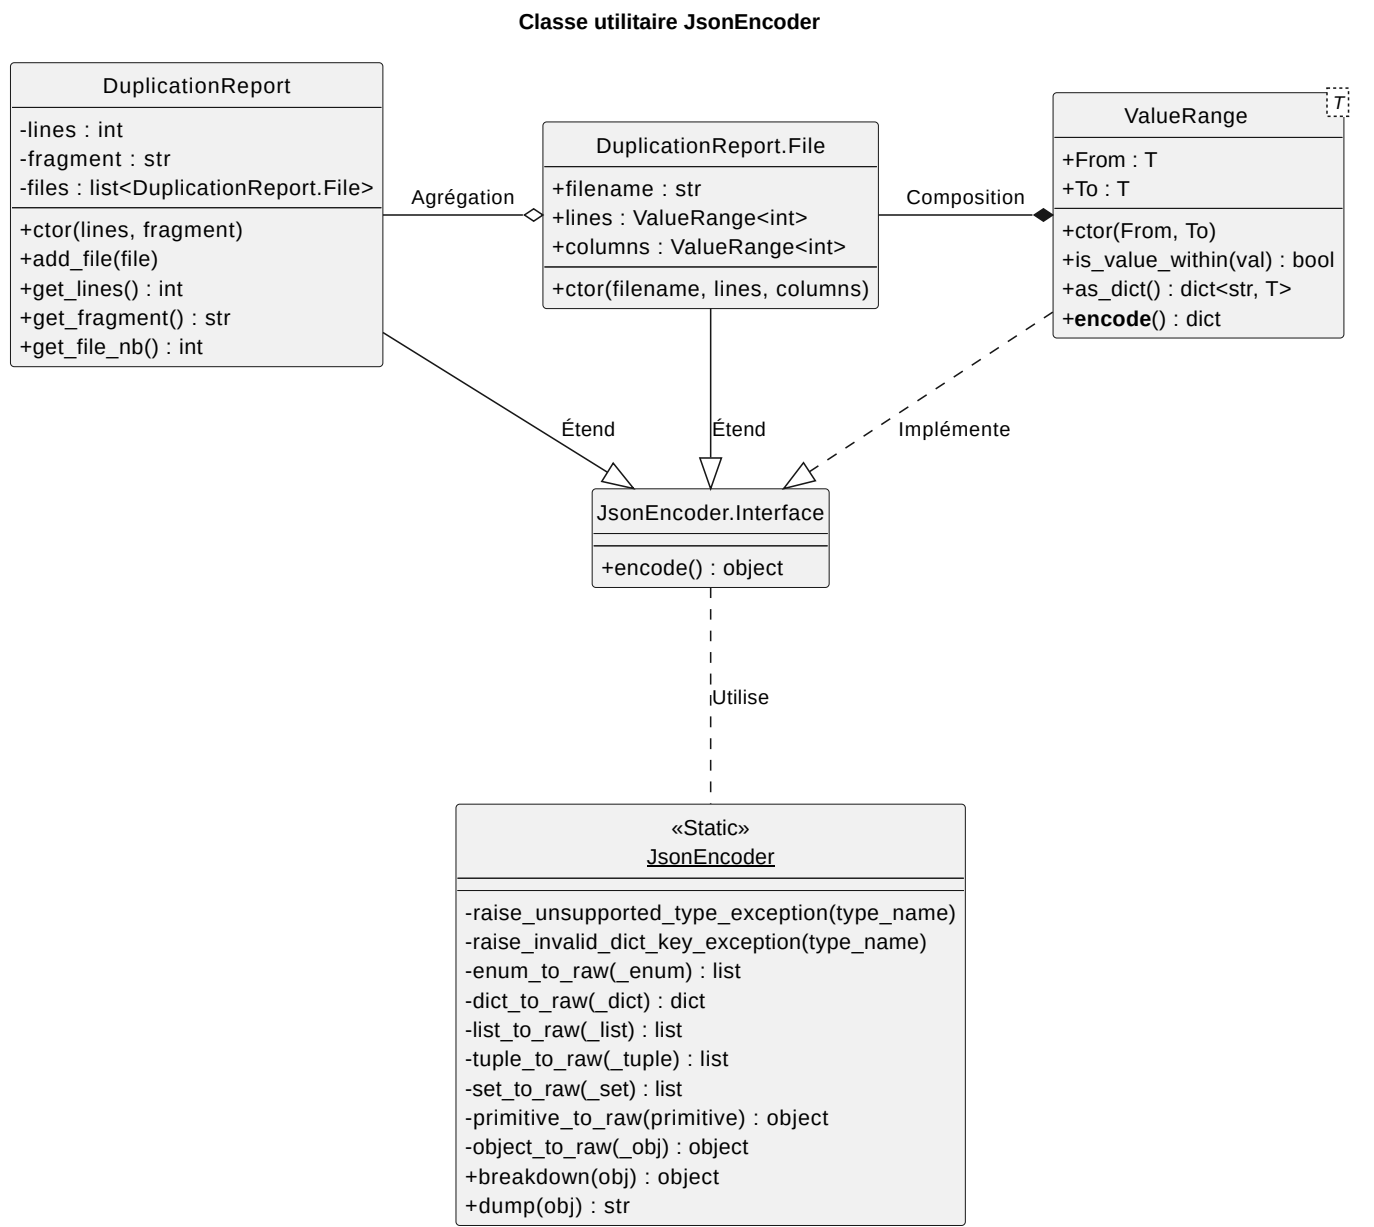 Classe utilitaire JsonEncoder
DuplicationReport
-lines : int
-fragment : str
-files : list<DuplicationReport.File>
+ctor(lines, fragment)
+add_file(file)
+get_lines() : int
+get_fragment() : str
+get_file_nb() : int
Agrégation
DuplicationReport.File
+filename : str
+lines : ValueRange<int>
+columns : ValueRange<int>
+ctor(filename, lines, columns)
Composition
T
ValueRange
+From : T
+To : T
+ctor(From, To)
+is_value_within(val) : bool
+as_dict() : dict<str, T>
+encode() : dict
Étend
Étend
Implémente
JsonEncoder.Interface
+encode() : object
Utilise
«Static»
JsonEncoder
-raise_unsupported_type_exception(type_name)
-raise_invalid_dict_key_exception(type_name)
-enum_to_raw(_enum) : list
-dict_to_raw(_dict) : dict
-list_to_raw(_list) : list
-tuple_to_raw(_tuple) : list
-set_to_raw(_set) : list
-primitive_to_raw(primitive) : object
-object_to_raw(_obj) : object
+breakdown(obj) : object
+dump(obj) : str